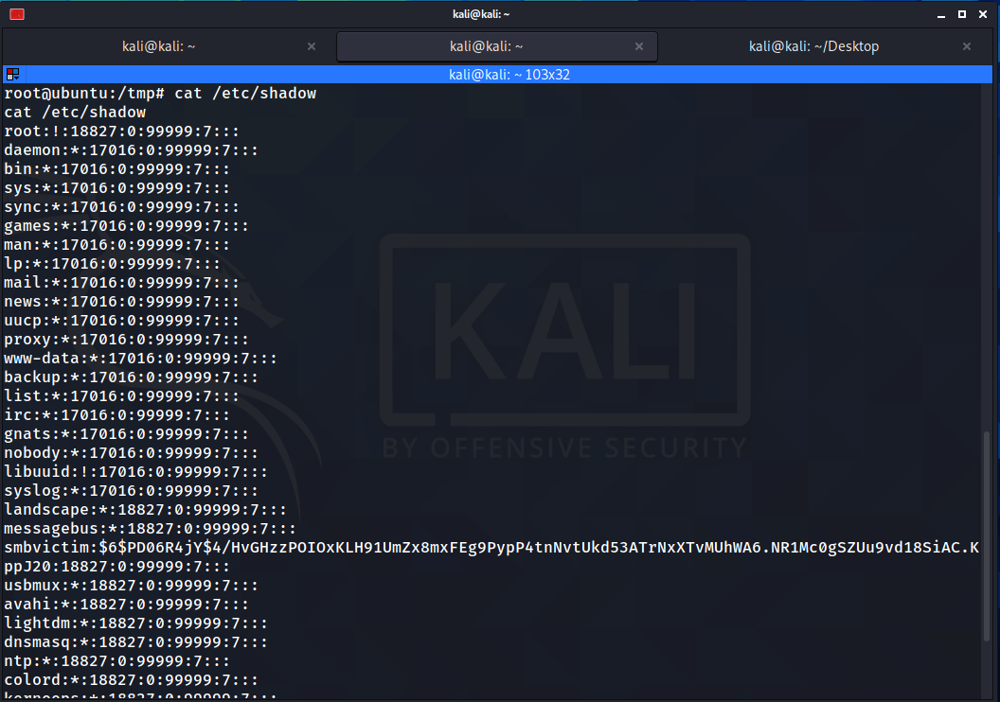 kali@kali: ~
kali@kali: ~
kali@kali: ~
kali@kali: ~/Desktop
kali@kali: ~ 103x32
root@ubuntu:/tmp# cat /etc/shadow
cat /etc/shadow
root:!:18827:0:99999:7:::
daemon:*:17016:0:99999:7:::
bin:*:17016:0:99999:7:::
sys:*:17016:0:99999:7:::
sync:*:17016:0:99999:7:::
games:*:17016:0:99999:7:::
man:*:17016:0:99999:7:::
lp:*:17016:0:99999:7:::
mail:*:17016:0:99999:7:::
news:*:17016:0:99999:7:::
uucp:*:17016:0:99999:7:::
proxy:*:17016:0:99999:7:::
www-data:*:17016:0:99999:7:::
backup:*:17016:0:99999:7:::
list:*:17016:0:99999:7:::
irc:*:17016:0:99999:7:::
gnats:*:17016:0:99999:7:::
nobody:*:17016:0:99999:7:::
libuuid:!:17016:0:99999:7:::
syslog:*:17016:0:99999:7:::
landscape:*:18827:0:99999:7:::
messagebus:*:18827:0:99999:7:::
smbvictim:$6$PD06R4jY$4/HvGHzzPOIOxKLH91UmZx8mxFEg9PypP4tnNvtUkd53ATrNxXTvMUhWA6.NR1Mc0gSZUu9vd18SiAC.K
ppJ20:18827:0:99999:7:::
usbmux:*:18827:0:99999:7:::
avahi:*:18827:0:99999:7:::
lightdm:*:18827:0:99999:7:::
dnsmasq:*:18827:0:99999:7:::
ntp:*:18827:0:99999:7:::
colord:*:18827:0:99999:7:::
kernoops:*:18827:0:99999:7:::
KALI
BY OFFENSIVE SECURITY